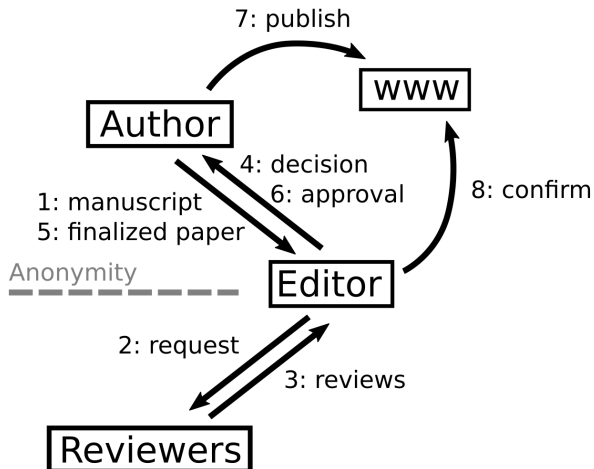 7: publish
www
Author
4: decision
6: approval
8: confirm
1: manuscript
5: finalized paper
Anonymity
Editor
2: request
3: reviews
Reviewers